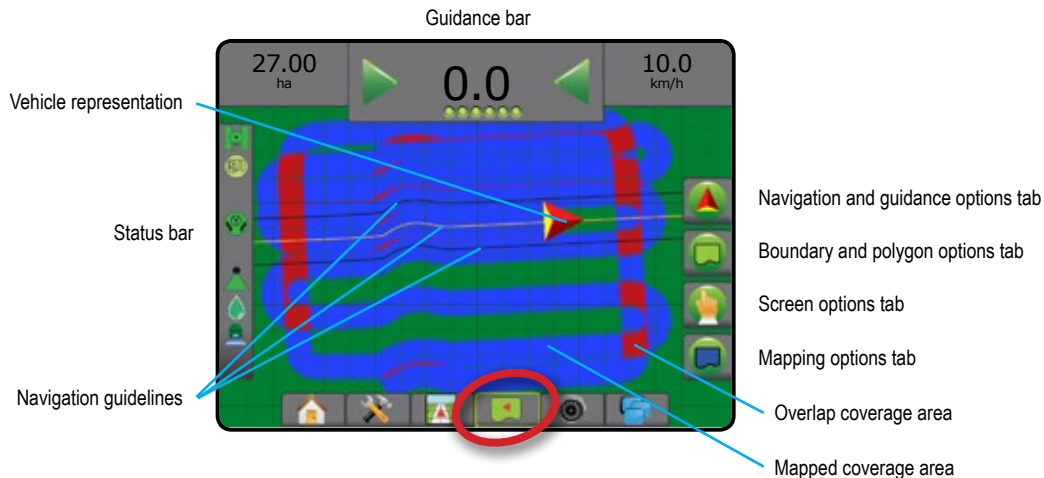 Guidance bar
27.00
ha
0.0
10.0
km/h
Vehicle representation
Navigation and guidance options tab
Status bar
Boundary and polygon options tab
Screen options tab
Mapping options tab
Navigation guidelines
Overlap coverage area
Mapped coverage area